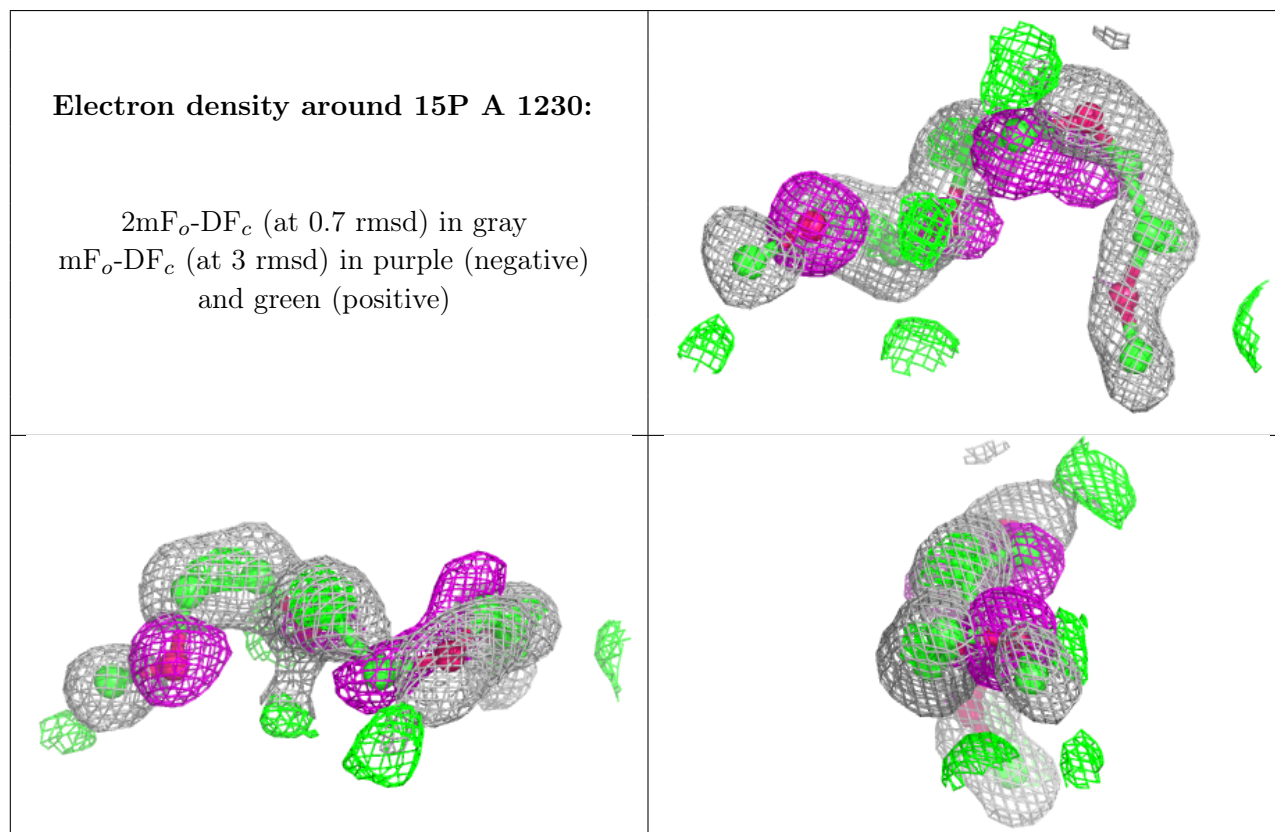 Electron density around 15P A 1230:
2mFo-DFc (at 0.7 rmsd) in gray
mFo-DFc (at 3 rmsd) in purple (negative)
and green (positive)